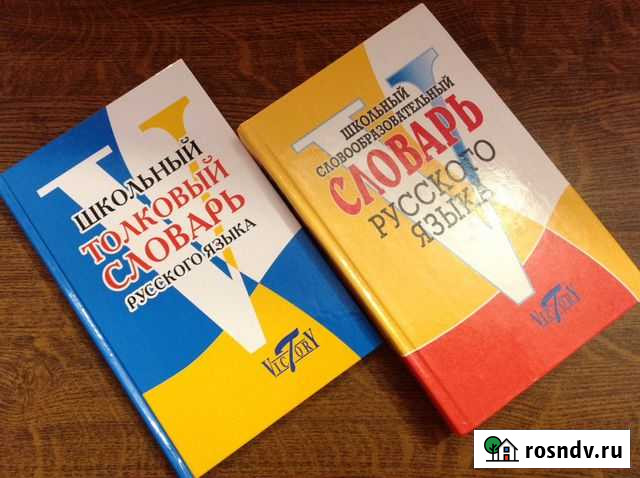 ШКОЛЬНЫЙ
ТОЛКОВЫЙ
СЛОВАРЬ
РУССКОГО ЯЗЫКА
VICTORY
ШКОЛЬНЫЙ
СЛОВООБРАЗОВАТЕЛЬНЫЙ
СЛОВАРЬ
РУССКОГО
ЯЗЫКА
VICTORY
rosndv.ru